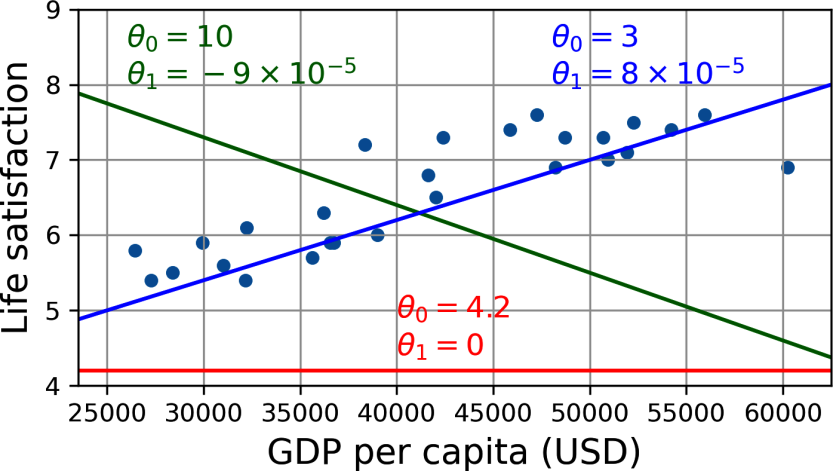 9
θ₀ = 10
θ₁ = −9 × 10⁻⁵
θ₀ = 3
θ₁ = 8 × 10⁻⁵
8
7
6
5
4
Life satisfaction
θ₀ = 4.2
θ₁ = 0
25000 30000 35000 40000 45000 50000 55000 60000
GDP per capita (USD)